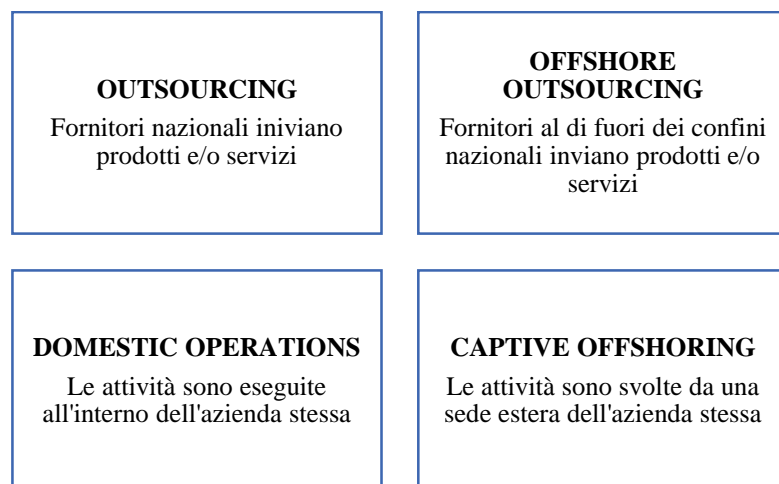 OUTSOURCING
Fornitori nazionali iniviano
prodotti e/o servizi
OFFSHORE
OUTSOURCING
Fornitori al di fuori dei confini
nazionali inviano prodotti e/o
servizi
DOMESTIC OPERATIONS
Le attività sono eseguite
all'interno dell'azienda stessa
CAPTIVE OFFSHORING
Le attività sono svolte da una
sede estera dell'azienda stessa